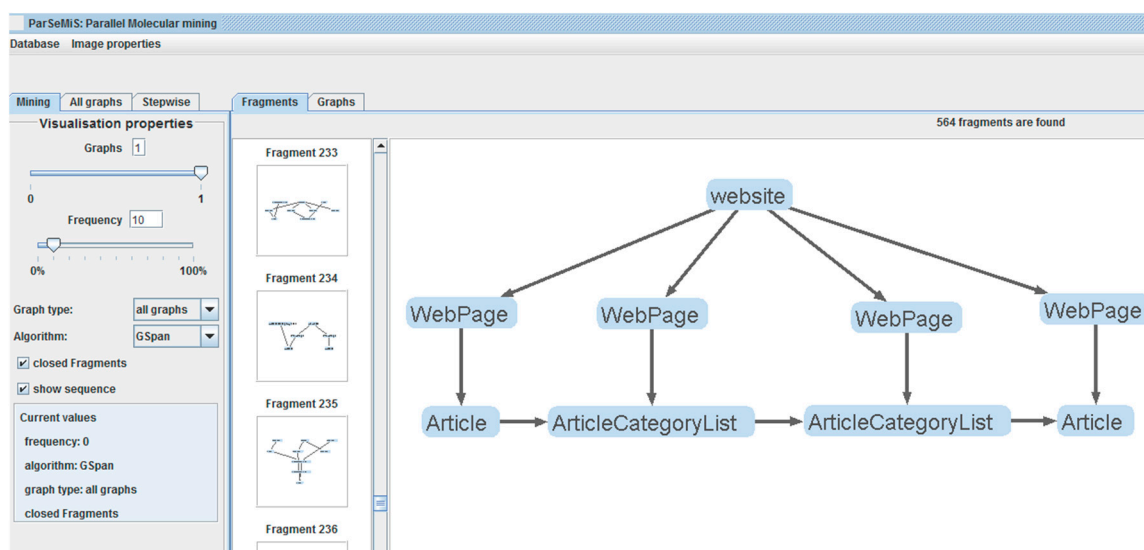 ParSeMiS: Parallel Molecular mining
Database Image properties
Mining All graphs Stepwise
Fragments Graphs
Visualisation properties
564 fragments are found
Graphs 1
0 1
Frequency 10
0% 100%
Graph type: all graphs
Algorithm: GSpan
closed Fragments
show sequence
Current values
frequency: 0
algorithm: GSpan
graph type: all graphs
closed Fragments
Fragment 233
Fragment 234
Fragment 235
Fragment 236
website
WebPage WebPage WebPage WebPage
Article ArticleCategoryList ArticleCategoryList Article